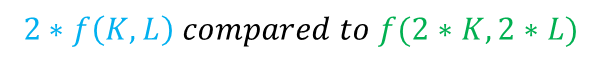 2 * f(K, L) compared to f(2 * K, 2 * L)